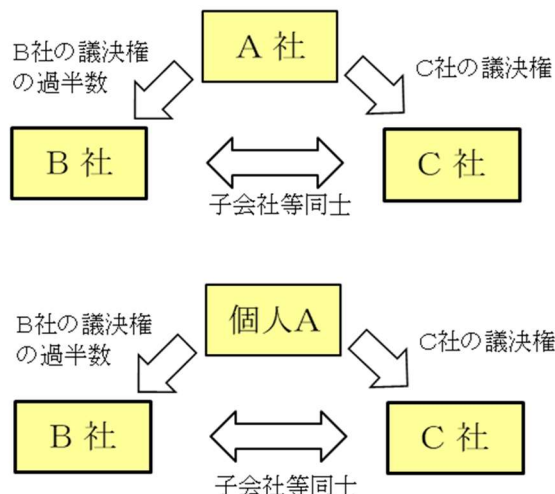 A 社
B社の議決権
の過半数
C社の議決権
B 社
C 社
子会社等同士
個人A
B社の議決権
の過半数
C社の議決権
B 社
C 社
子会社等同士